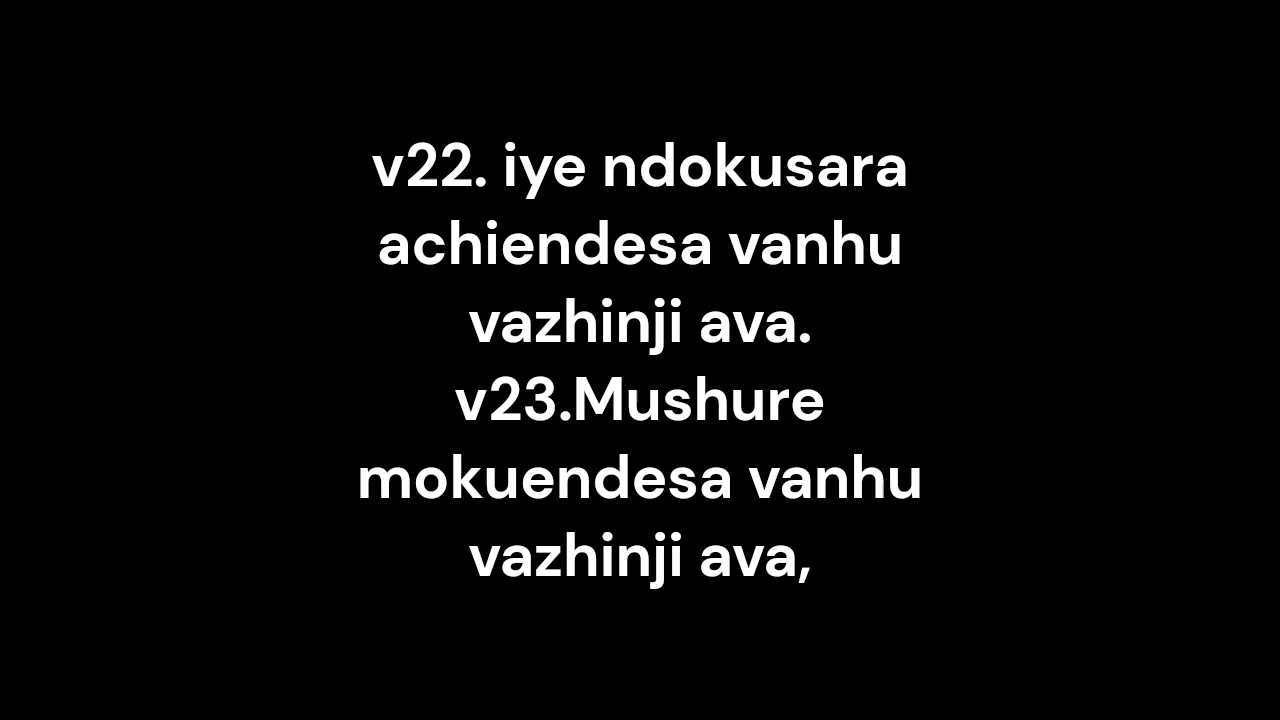 v22. iye ndokusara
achiendesa vanhu
vazhinji ava.
v23.Mushure
mokuendesa vanhu
vazhinji ava,